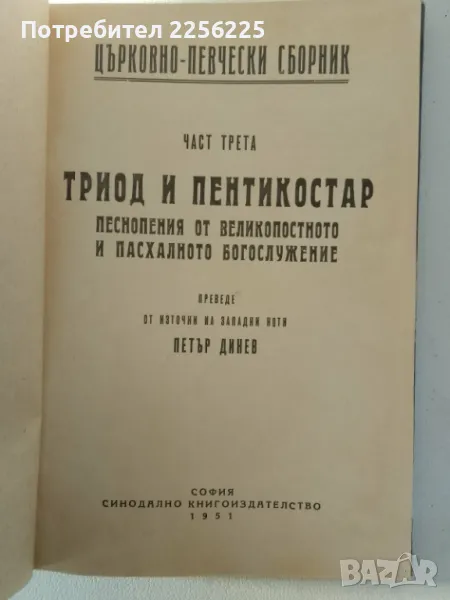 Потребител 2256225
ЦЪРКОВНО-ПЕВЧЕСКИ СБОРНИК
ЧАСТ ТРЕТА
ТРИОД И ПЕНТИКОСТАР
ПЕСНОПЕНИЯ ОТ ВЕЛИКОПОСТНОТО
И ПАСХАЛНОТО БОГОСЛУЖЕНИЕ
ПРЕВЕДЕ
ОТ ИЗТОЧНИ НА ЗАПАДНИ НОТИ
ПЕТЪР ДИНЕВ
СОФИЯ
СИНОДАЛНО КНИГОИЗДАТЕЛСТВО
1951
bazar